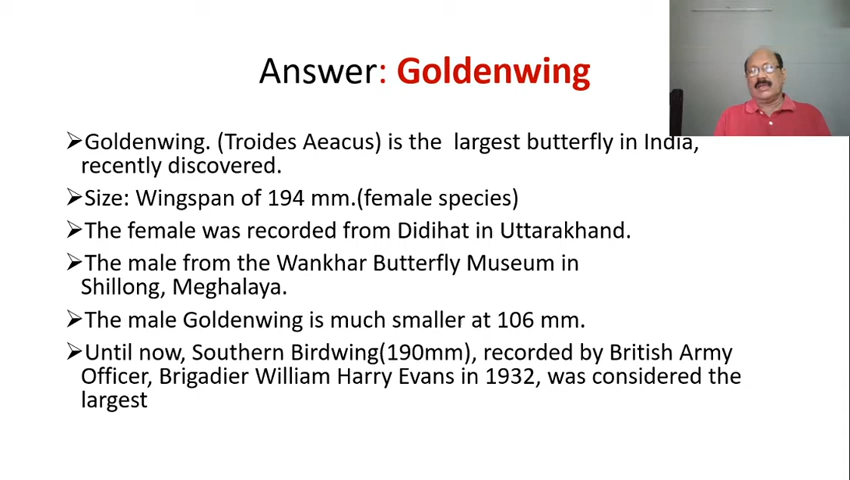 Answer: Goldenwing
➢Goldenwing. (Troides Aeacus) is the largest butterfly in India,
recently discovered.
➢Size: Wingspan of 194 mm.(female species)
➢The female was recorded from Didihat in Uttarakhand.
➢The male from the Wankhar Butterfly Museum in
Shillong, Meghalaya.
➢The male Goldenwing is much smaller at 106 mm.
➢Until now, Southern Birdwing(190mm), recorded by British Army
Officer, Brigadier William Harry Evans in 1932, was considered the
largest